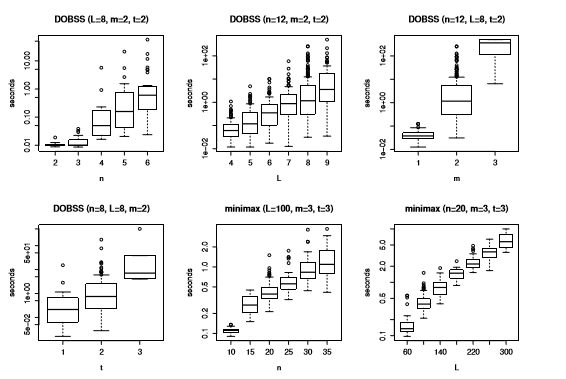 DOBSS (L=8, m=2, t=2)
DOBSS (n=12, m=2, t=2)
DOBSS (n=12, L=8, t=2)
seconds
0.01 0.10 1.00 10.00
2 3 4 5 6
n
seconds
1e-02 1e+00 1e+02
4 5 6 7 8 9
L
seconds
1e-02 1e+00 1e+02
1 2 3
m
DOBSS (n=8, L=8, m=2)
minimax (L=100, m=3, t=3)
minimax (n=20, m=3, t=3)
seconds
5e-02 1e+00 5e+01
1 2 3
t
seconds
0.1 0.2 0.5 1.0 2.0
10 15 20 25 30 35
n
seconds
0.1 0.2 0.5 2.0 5.0
60 140 220 300
L